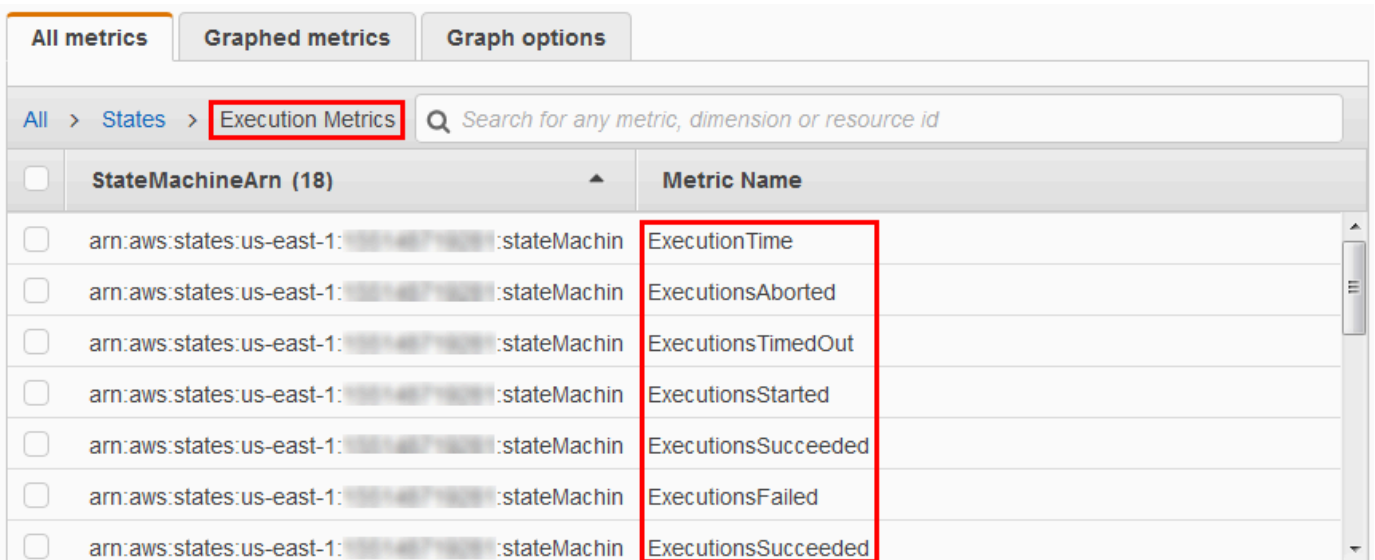 All metrics Graphed metrics Graph options
All > States > Execution Metrics Search for any metric, dimension or resource id
StateMachineArn (18) Metric Name
arn:aws:states:us-east-1: :stateMachin ExecutionTime
arn:aws:states:us-east-1: :stateMachin ExecutionsAborted
arn:aws:states:us-east-1: :stateMachin ExecutionsTimedOut
arn:aws:states:us-east-1: :stateMachin ExecutionsStarted
arn:aws:states:us-east-1: :stateMachin ExecutionsSucceeded
arn:aws:states:us-east-1: :stateMachin ExecutionsFailed
arn:aws:states:us-east-1: :stateMachin ExecutionsSucceeded